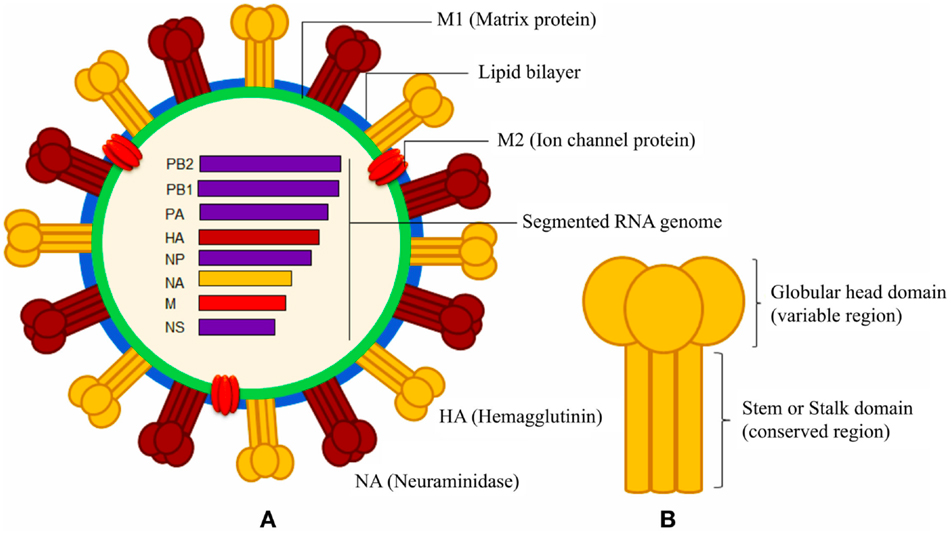 M1 (Matrix protein)
Lipid bilayer
M2 (Ion channel protein)
PB2
PB1
PA
HA
NP
NA
M
NS
Segmented RNA genome
Globular head domain
(variable region)
Stem or Stalk domain
(conserved region)
HA (Hemagglutinin)
NA (Neuraminidase)
A
B